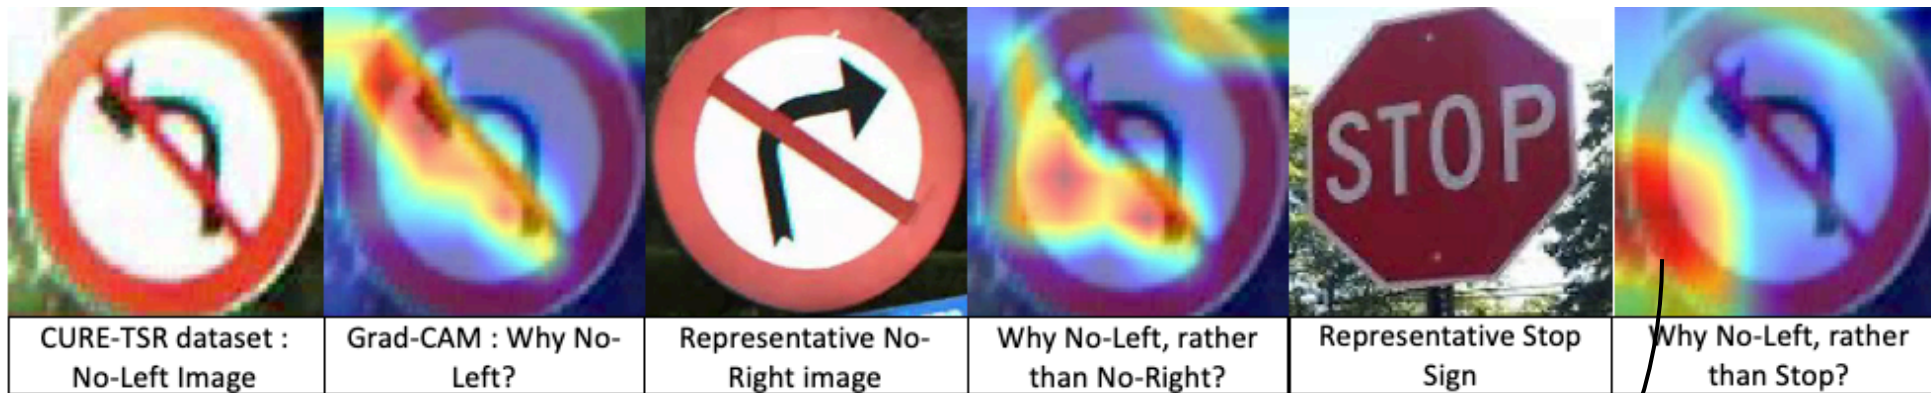 STOP
CURE-TSR dataset :
No-Left Image
Grad-CAM : Why No-
Left?
Representative No-
Right image
Why No-Left, rather
than No-Right?
Representative Stop
Sign
Why No-Left, rather
than Stop?